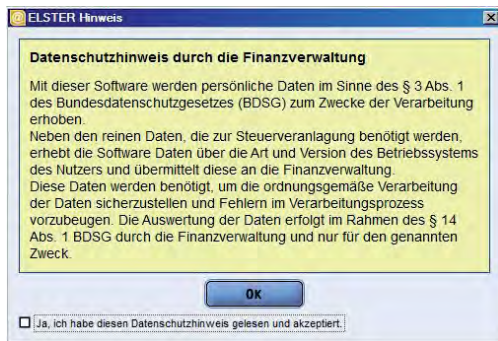 ELSTER Hinweis
Datenschutzhinweis durch die Finanzverwaltung
Mit dieser Software werden persönliche Daten im Sinne des § 3 Abs. 1
des Bundesdatenschutzgesetzes (BDSG) zum Zwecke der Verarbeitung
erhoben.
Neben den reinen Daten, die zur Steuerveranlagung benötigt werden,
erhebt die Software Daten über die Art und Version des Betriebssystems
des Nutzers und übermittelt diese an die Finanzverwaltung.
Diese Daten werden benötigt, um die ordnungsgemäße Verarbeitung
der Daten sicherzustellen und Fehlern im Verarbeitungsprozess
vorzubeugen. Die Auswertung der Daten erfolgt im Rahmen des § 14
Abs. 1 BDSG durch die Finanzverwaltung und nur für den genannten
Zweck.
OK
Ja, ich habe diesen Datenschutzhinweis gelesen und akzeptiert.